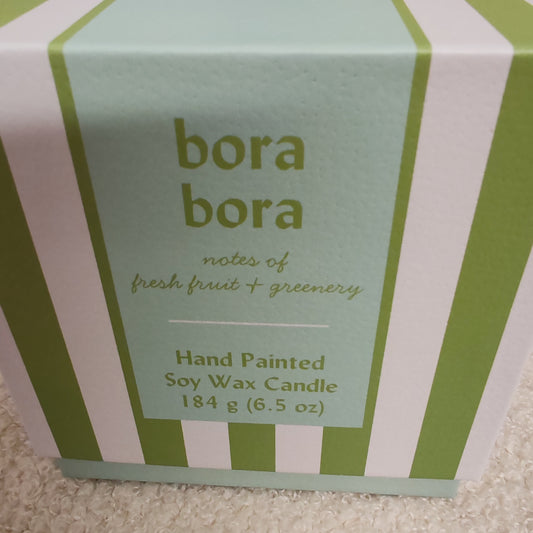 bora
bora
notes of
fresh fruit + greenery
Hand Painted
Soy Wax Candle
184 g (6.5 oz)